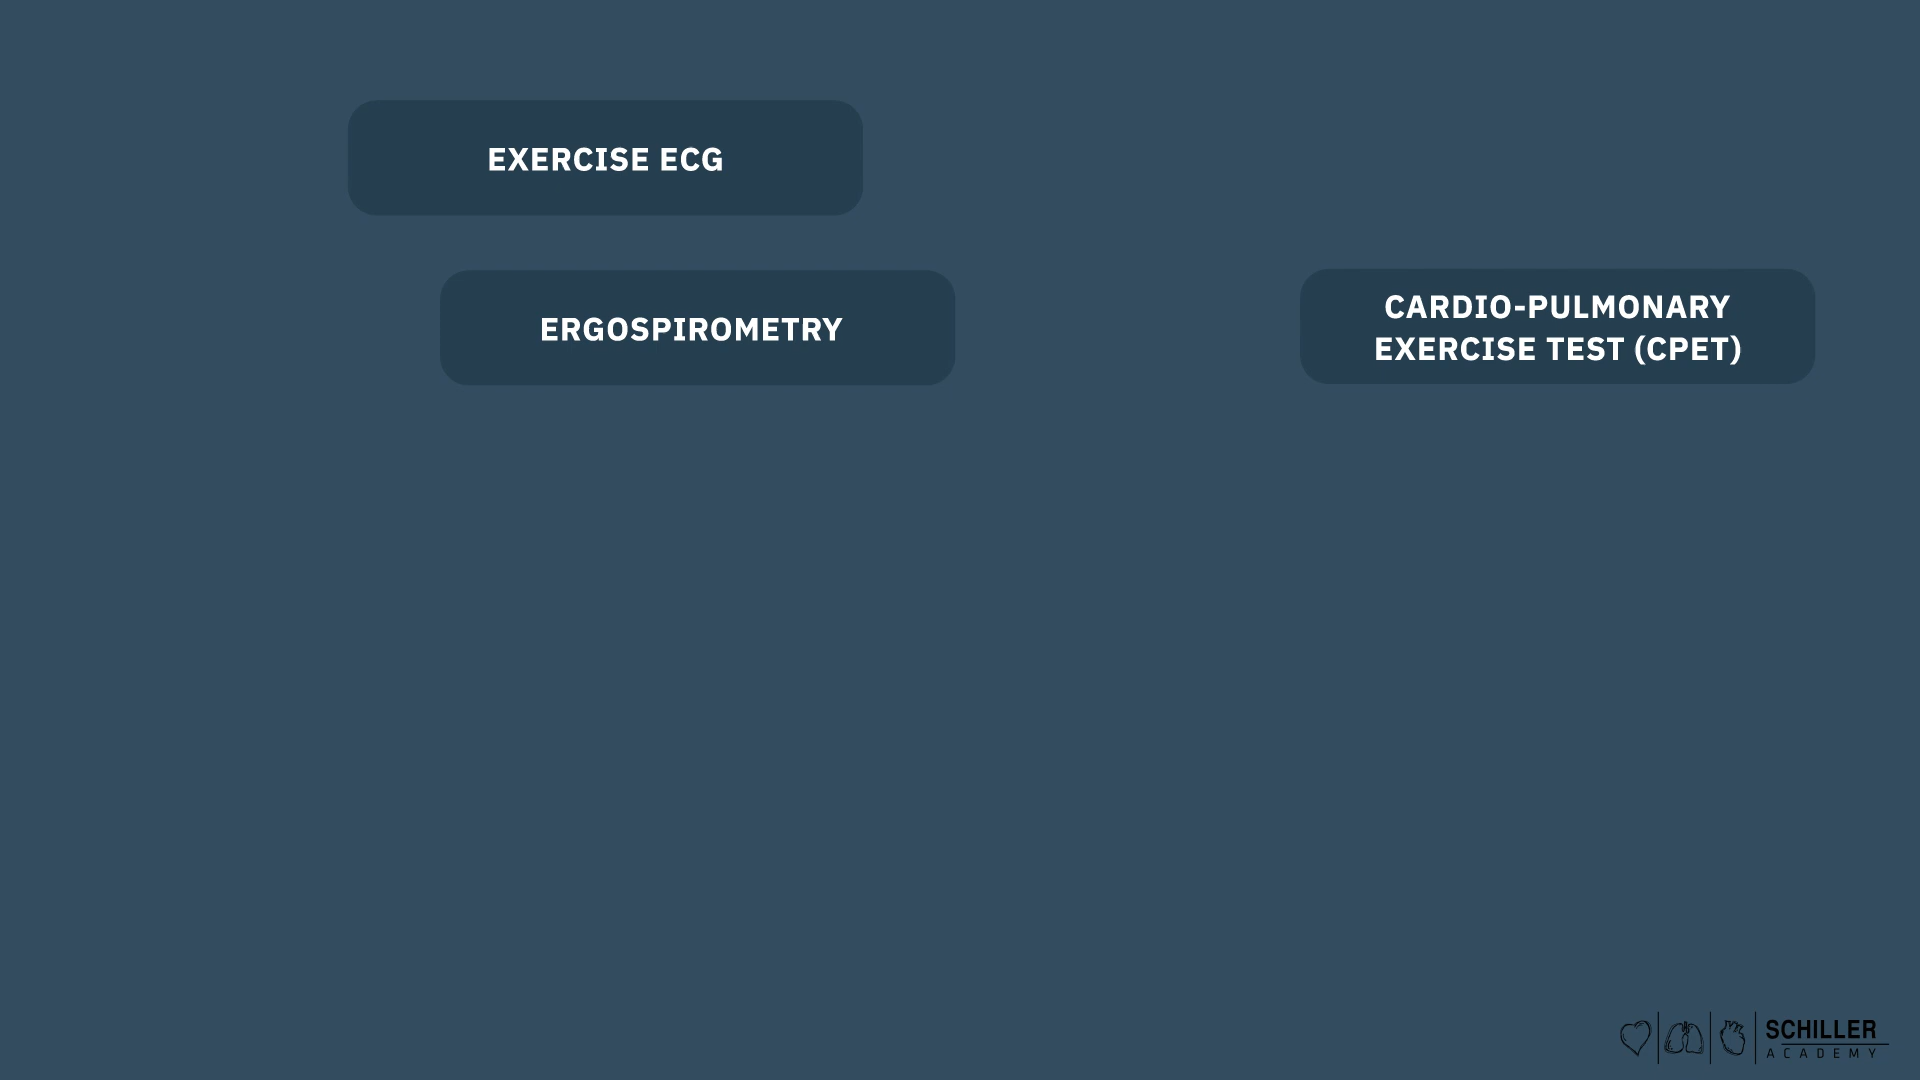 EXERCISE ECG
ERGOSPIROMETRY
CARDIO-PULMONARY
EXERCISE TEST (CPET)
SCHILLER
ACADEMY